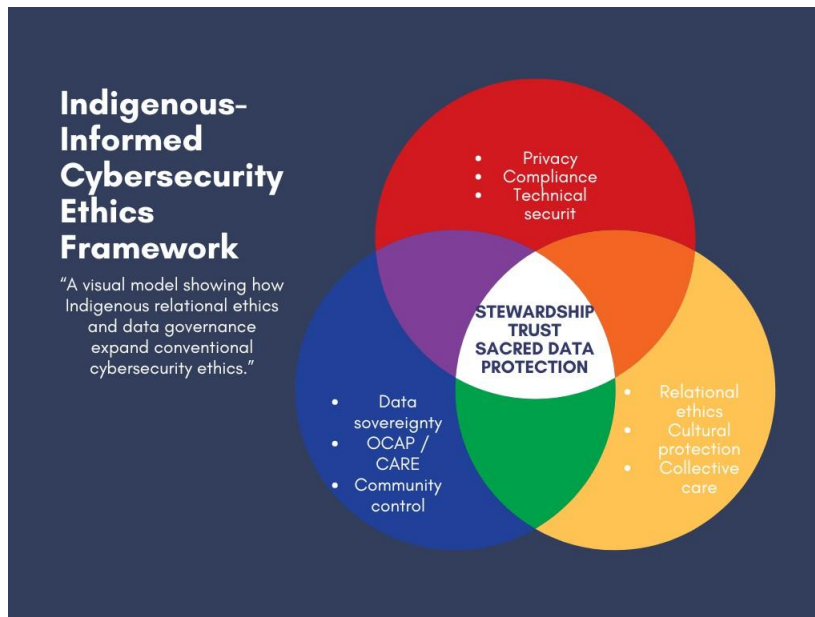 Indigenous-
Informed
Cybersecurity
Ethics
Framework
“A visual model showing how
Indigenous relational ethics
and data governance
expand conventional
cybersecurity ethics.”
• Privacy
• Compliance
• Technical
securit
STEWARDSHIP
TRUST
SACRED DATA
PROTECTION
• Data
sovereignty
• OCAP /
CARE
• Community
control
• Relational
ethics
• Cultural
protection
• Collective
care